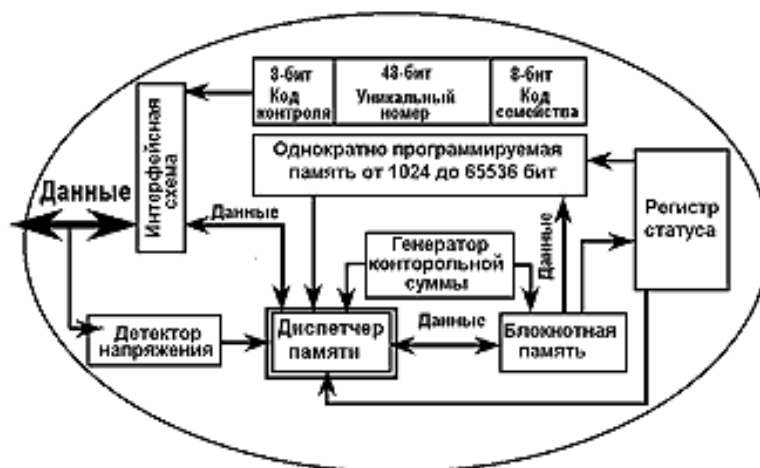 8-бит
Код
контроля
48-бит
Уникальный
номер
8-бит
Код
семейства
Интерфейсная
схема
Однократно програмируемая
память от 1024 до 65536 бит
Данные
Данные
Регистр
статуса
Генератор
конторольной
суммы
Данные
Детектор
напряжения
Диспетчер
памяти
Данные
Блокнотная
память